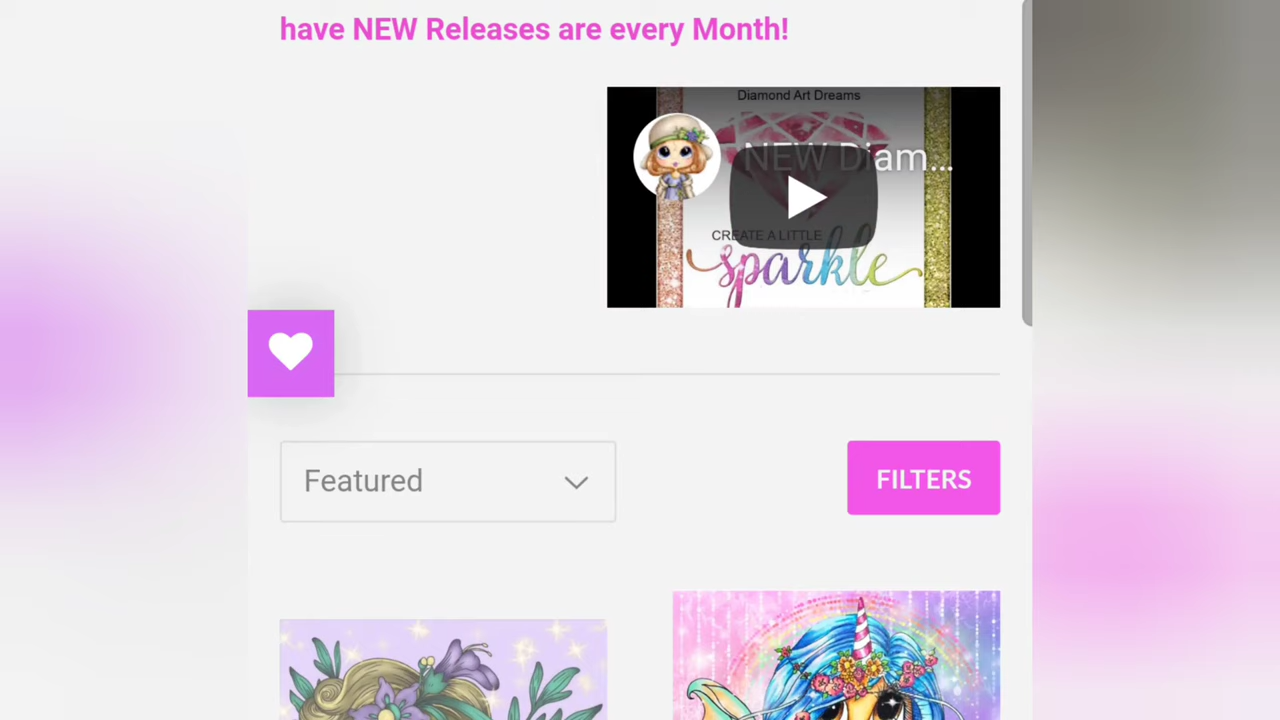 have NEW Releases are every Month!
Diamond Art Dreams
NEW Diam...
CREATE A LITTLE
sparkle
Featured
FILTERS